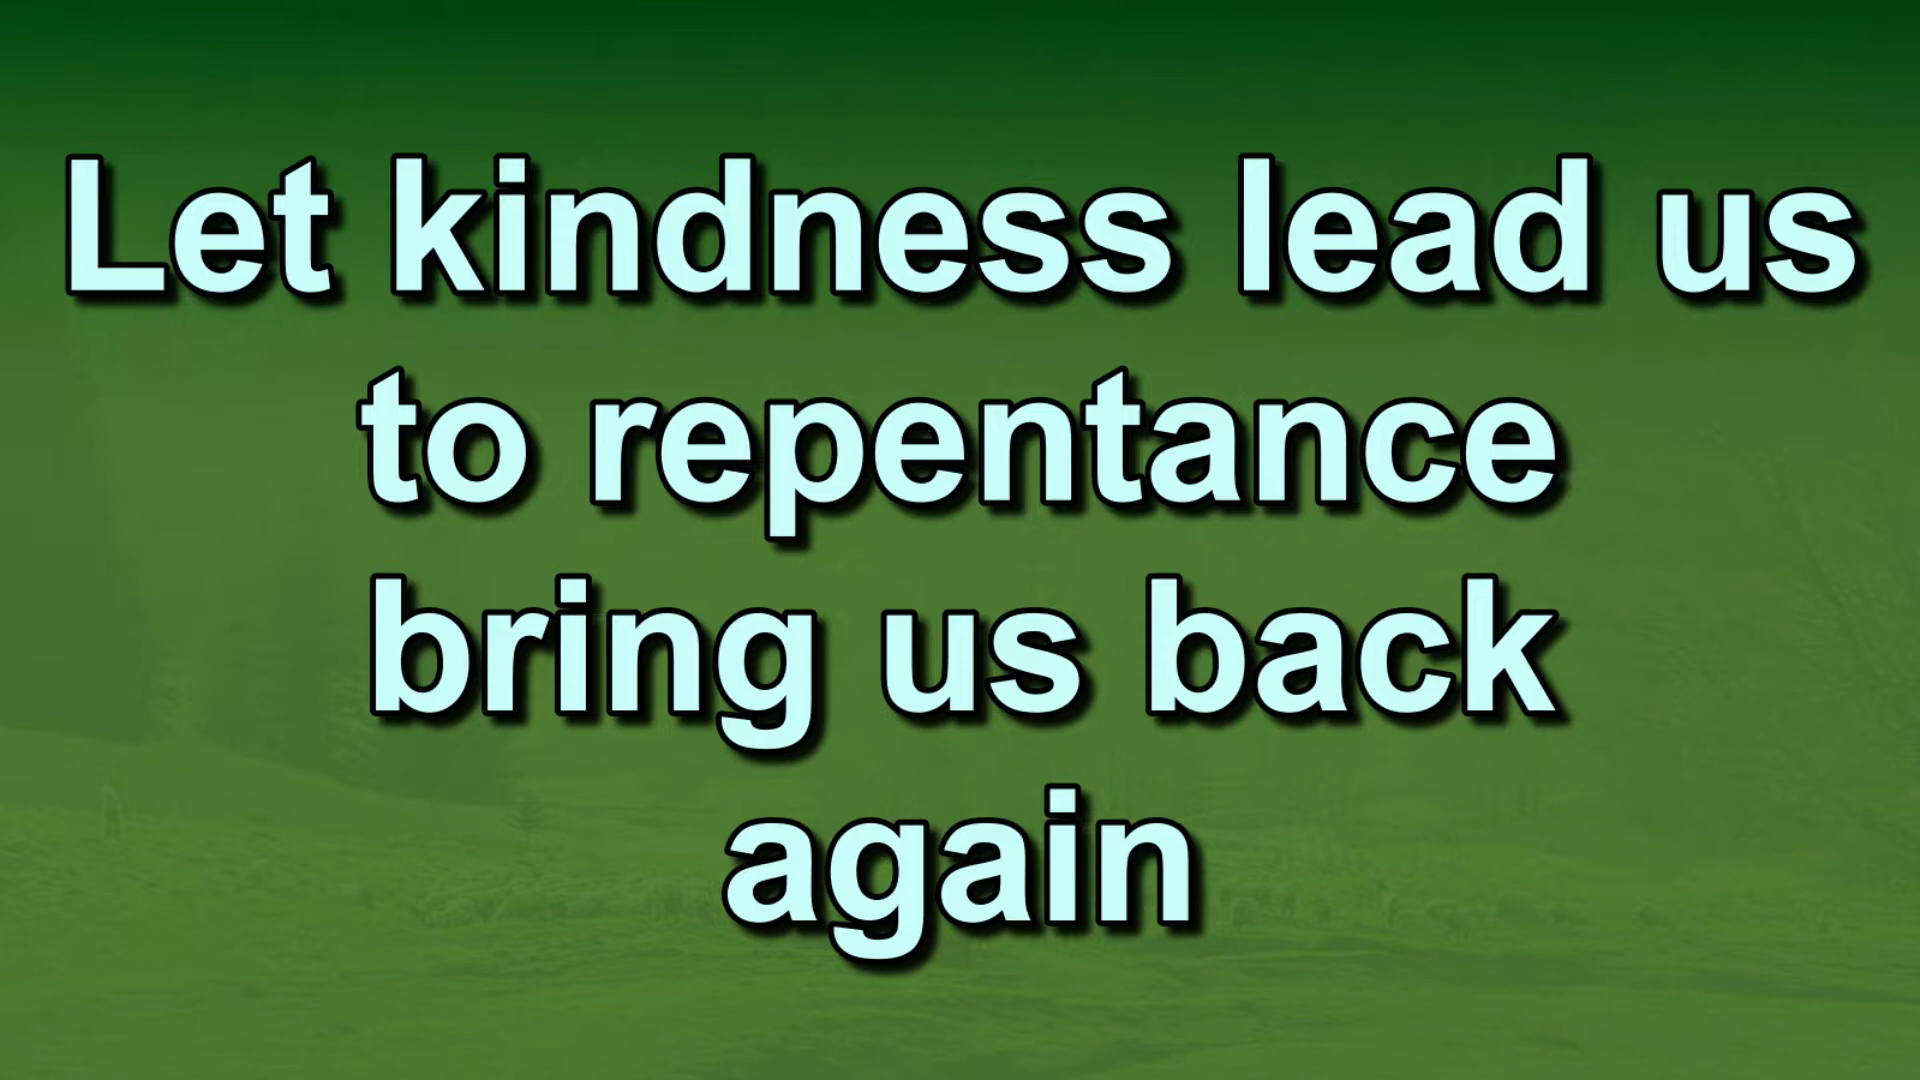 Let kindness lead us
to repentance
bring us back
again